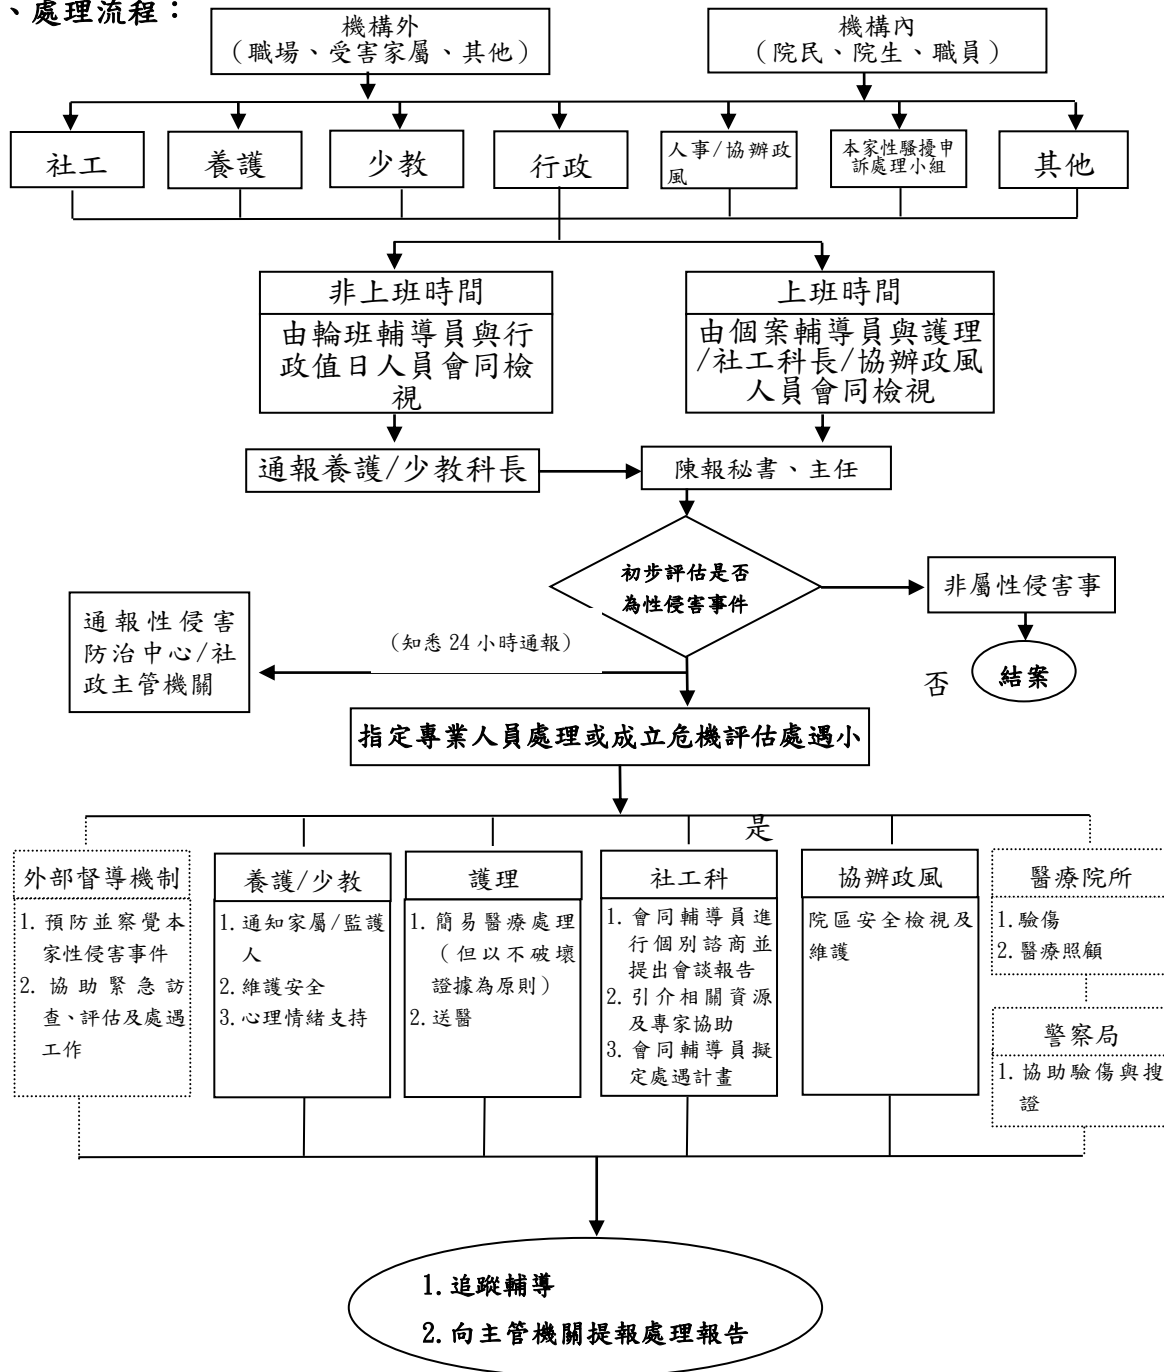 、處理流程：
機構外
（職場、受害家屬、其他）
機構內
（院民、院生、職員）
社工
養護
少教
行政
人事/協辦政
風
本家性騷擾申
訴處理小組
其他
非上班時間
由輪班輔導員與行
政值日人員會同檢
視
上班時間
由個案輔導員與護理
/社工科長/協辦政風
人員會同檢視
通報養護/少教科長
陳報秘書、主任
初步評估是否
為性侵害事件
非屬性侵害事
通報性侵害
防治中心/社
政主管機關
（知悉 24 小時通報）
否
結案
指定專業人員處理或成立危機評估處遇小
是
外部督導機制
1. 預防並察覺本
家性侵害事件
2. 協助緊急訪
查、評估及處遇
工作
養護/少教
1. 通知家屬/監護
人
2. 維護安全
3. 心理情緒支持
護理
1. 簡易醫療處理
（但以不破壞
證據為原則）
2. 送醫
社工科
1. 會同輔導員進
行個別諮商並
提出會談報告
2. 引介相關資源
及專家協助
3. 會同輔導員擬
定處遇計畫
協辦政風
院區安全檢視及
維護
醫療院所
1. 驗傷
2. 醫療照顧
警察局
1. 協助驗傷與搜
證
1. 追蹤輔導
2. 向主管機關提報處理報告